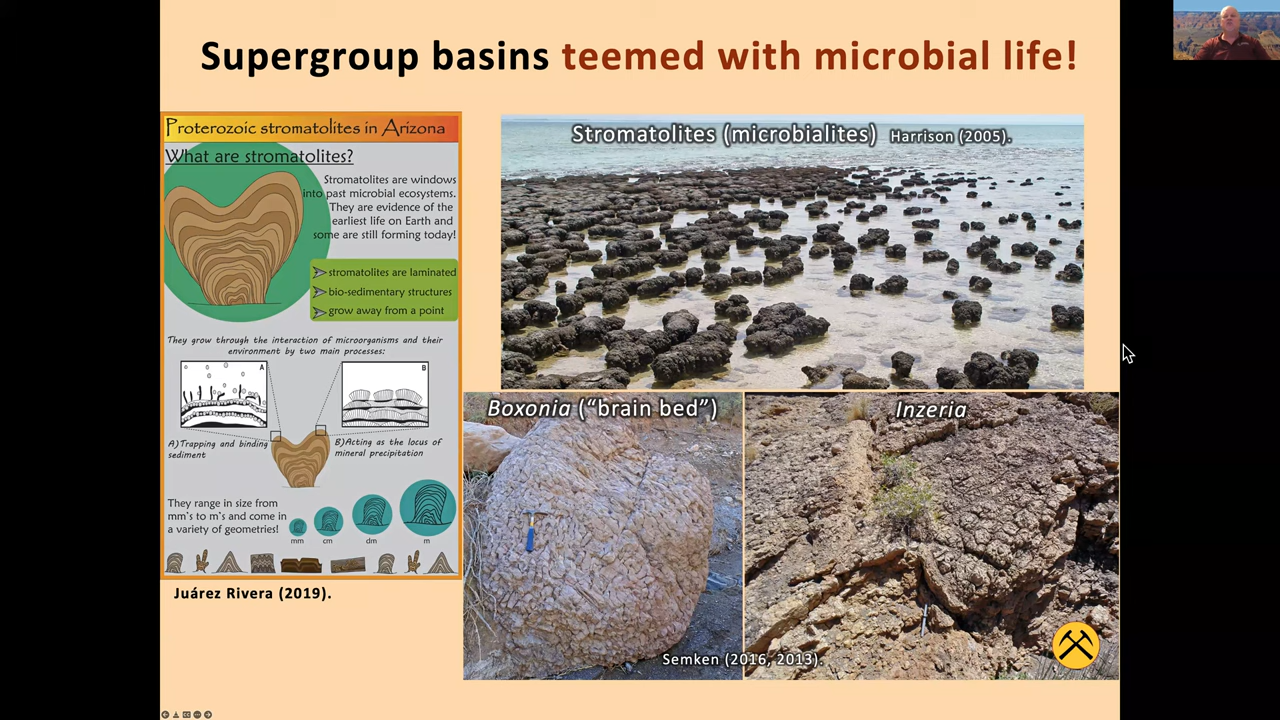 Supergroup basins teemed with microbial life!
Proterozoic stromatolites in Arizona
What are stromatolites?
Stromatolites are windows
into past microbial ecosystems.
They are evidence of the
earliest life on Earth and
some are still forming today!
stromatolites are laminated
bio-sedimentary structures
grow away from a point
They grow through the interaction of microorganisms and their
environment by two main processes:
A
B
A)Trapping and binding
sediment
B)Acting as the locus of
mineral precipitation
They range in size from
mm's to m's and come in
a variety of geometries!
mm
cm
dm
m
Juárez Rivera (2019).
Stromatolites (microbialites) Harrison (2005).
Boxonia (“brain bed”)
Inzeria
Semken (2016, 2013).